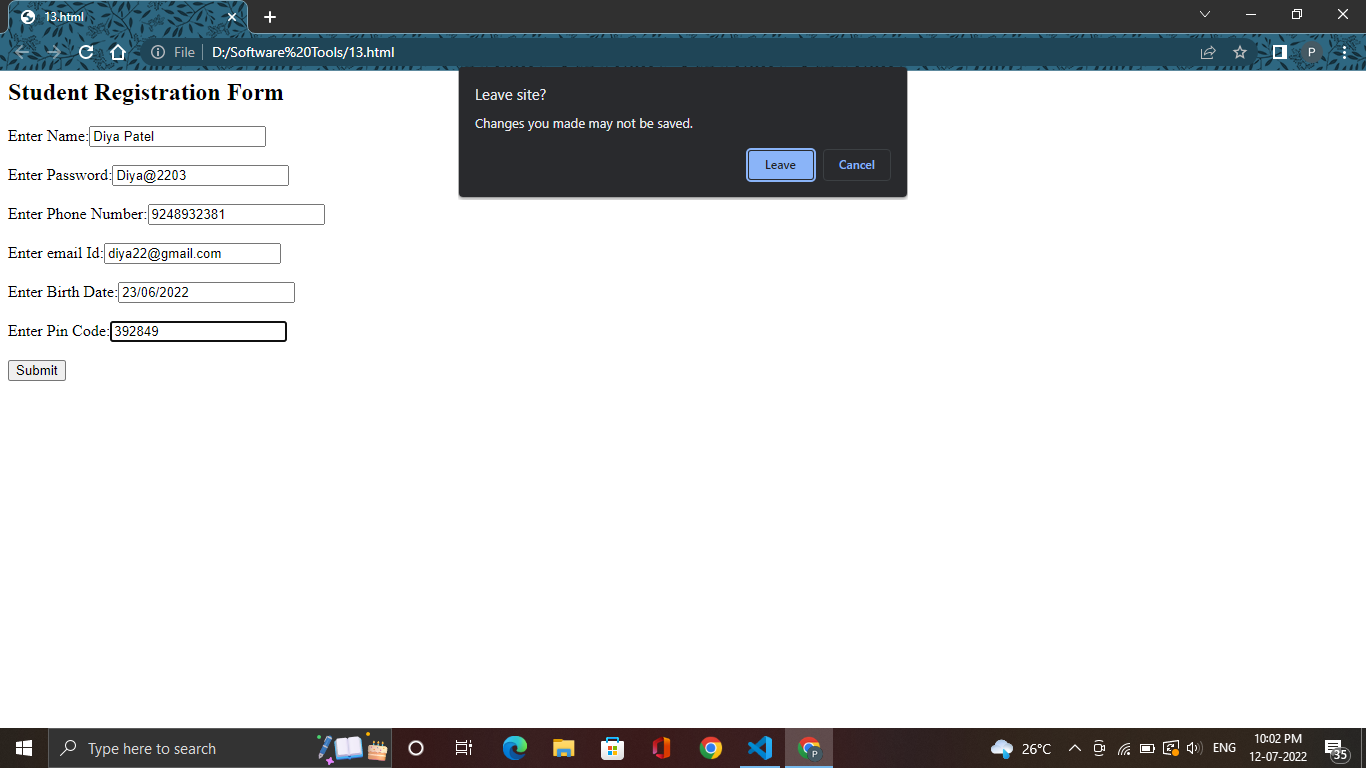 13.html
File
D:/Software%20Tools/13.html
P
Leave site?
Changes you made may not be saved.
Leave
Cancel
Student Registration Form
Enter Name:Diya Patel
Enter Password:Diya@2203
Enter Phone Number:9248932381
Enter email Id:diya22@gmail.com
Enter Birth Date:23/06/2022
Enter Pin Code:392849
Submit
Type here to search
P
26°C
ENG
10:02 PM
12-07-2022
35